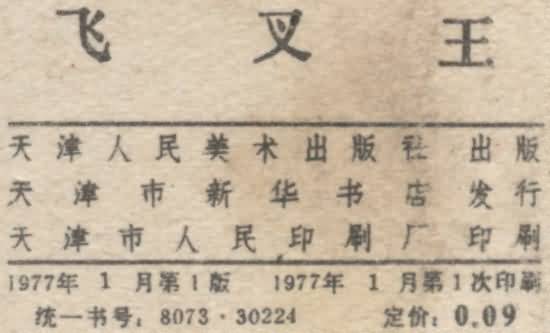 飞叉王
天津人民美术出版社出版
天津市新华书店发行
天津市人民印刷厂印刷
1977年1月第1版 1977年1月第1次印刷
统一书号：8073·30224 定价：0.09